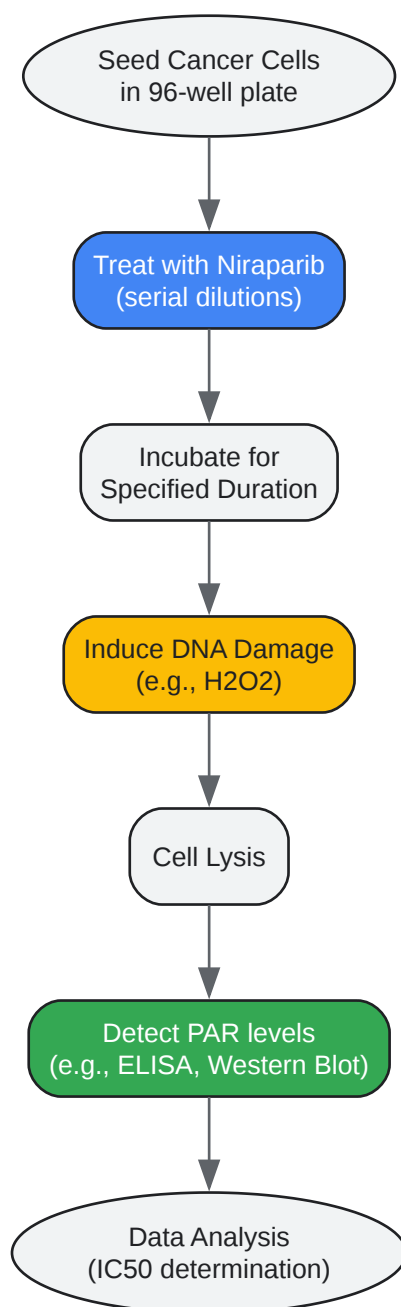 Seed Cancer Cells
in 96-well plate
Treat with Niraparib
(serial dilutions)
Incubate for
Specified Duration
Induce DNA Damage
(e.g., H2O2)
Cell Lysis
Detect PAR levels
(e.g., ELISA, Western Blot)
Data Analysis
(IC50 determination)